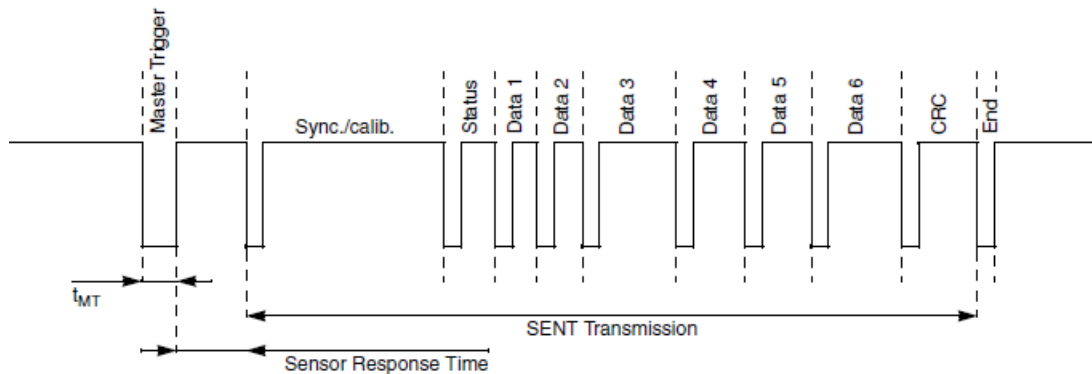 Master Trigger
Sync./calib.
Status
Data 1
Data 2
Data 3
Data 4
Data 5
Data 6
CRC
End
tMT
SENT Transmission
Sensor Response Time